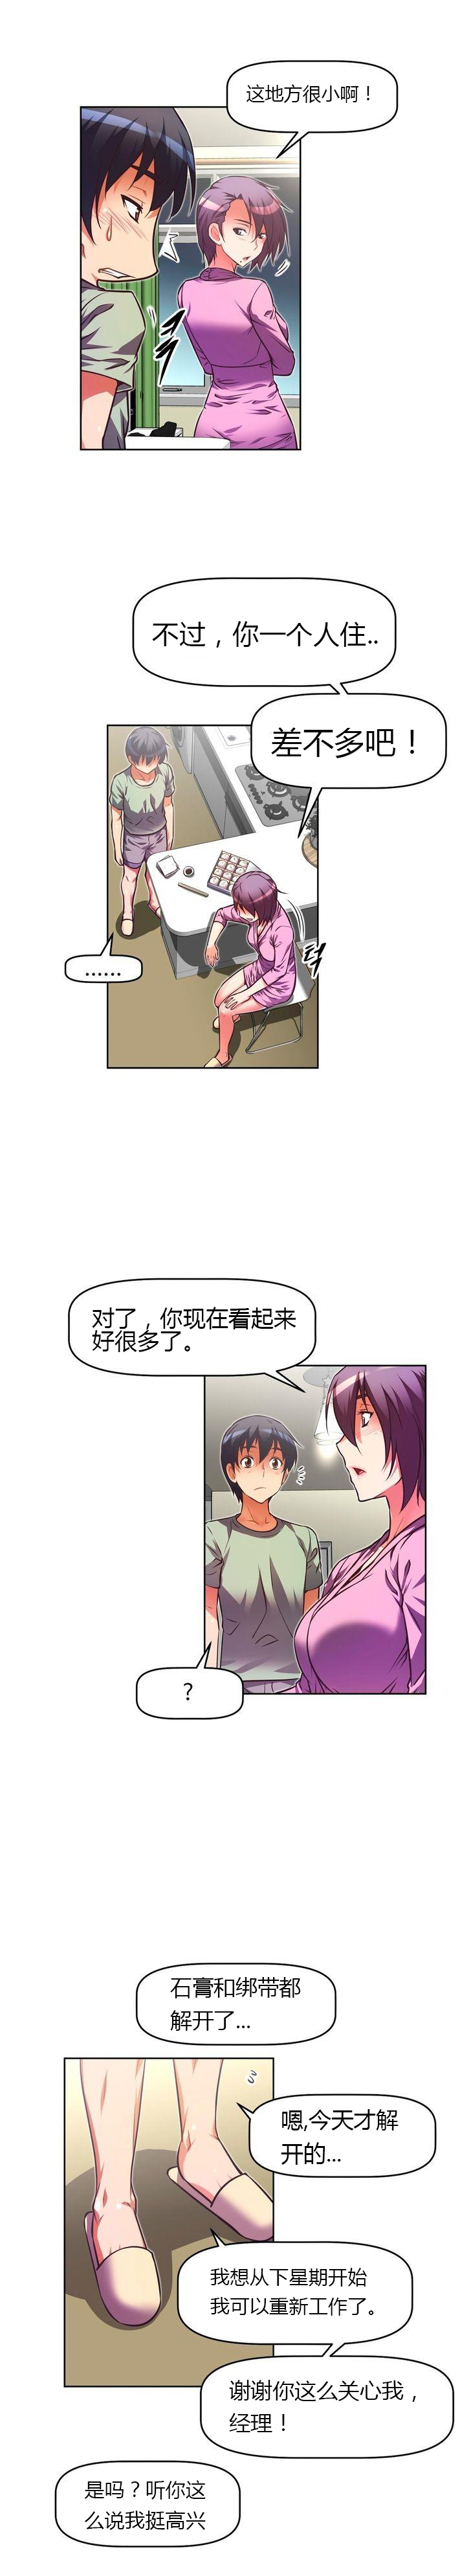 这地方很小啊！
不过，你一个人住..
差不多吧！
......
对了，你现在看起来
好很多了。
?
石膏和绑带都
解开了...
嗯,今天才解
开的...
我想从下星期开始
我可以重新工作了。
谢谢你这么关心我，
经理！
是吗？听你这
么说我挺高兴